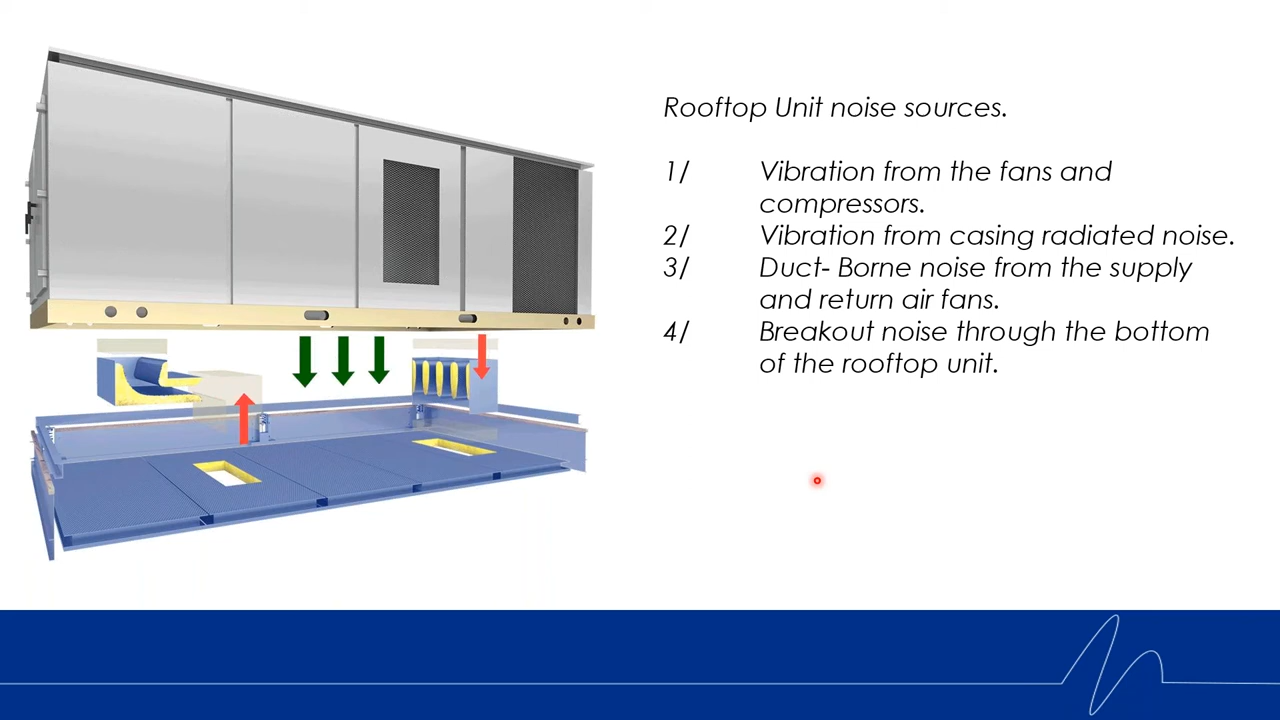 Rooftop Unit noise sources.
1/ Vibration from the fans and
compressors.
2/ Vibration from casing radiated noise.
3/ Duct- Borne noise from the supply
and return air fans.
4/ Breakout noise through the bottom
of the rooftop unit.